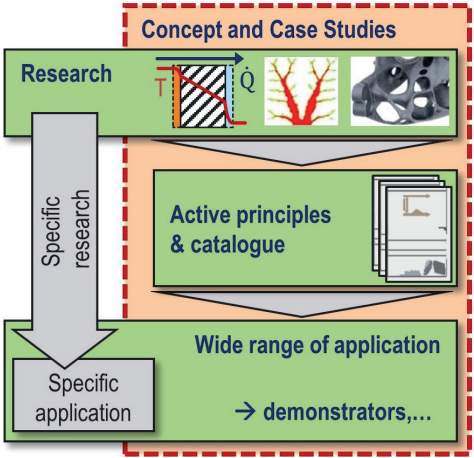 Concept and Case Studies
Research
T
Q̇
Specific
research
Active principles
& catalogue
Wide range of application
Specific
application
→ demonstrators,...